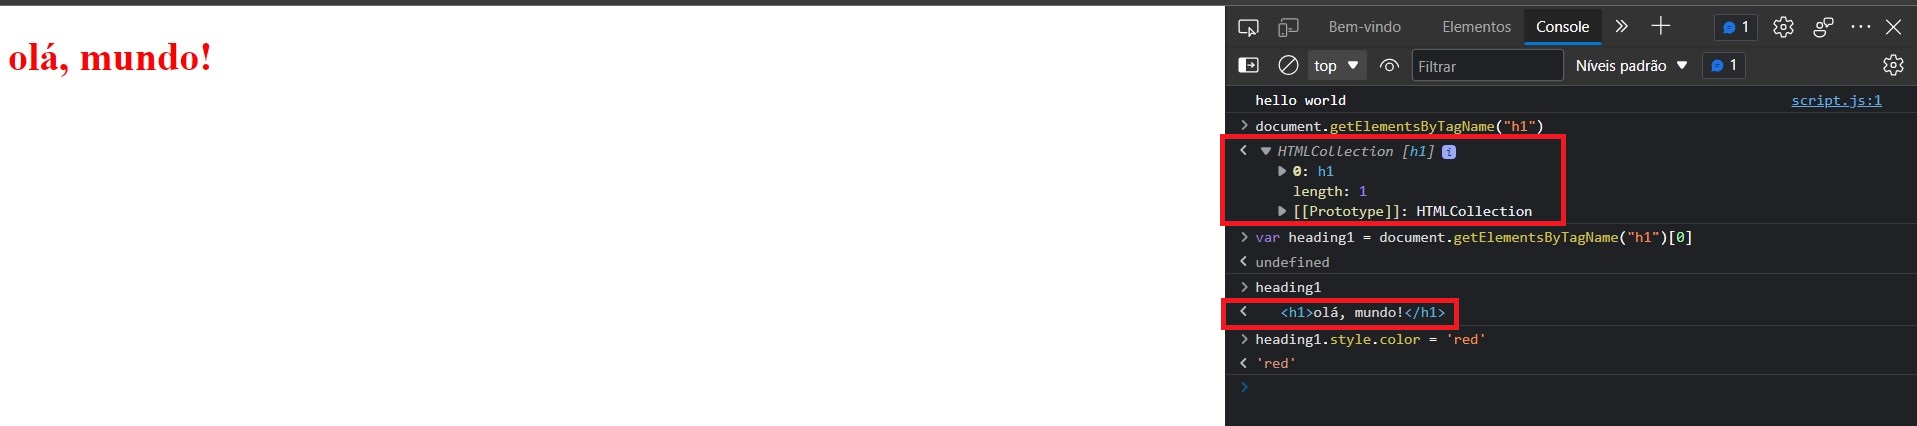 olá, mundo!
Bem-vindo Elementos Console 1
top Filtrar Níveis padrão 1
hello world script.js:1
document.getElementsByTagName("h1")
HTMLCollection [h1] i
0: h1
length: 1
[[Prototype]]: HTMLCollection
var heading1 = document.getElementsByTagName("h1")[0]
undefined
heading1
<h1>olá, mundo!</h1>
heading1.style.color = 'red'
'red'